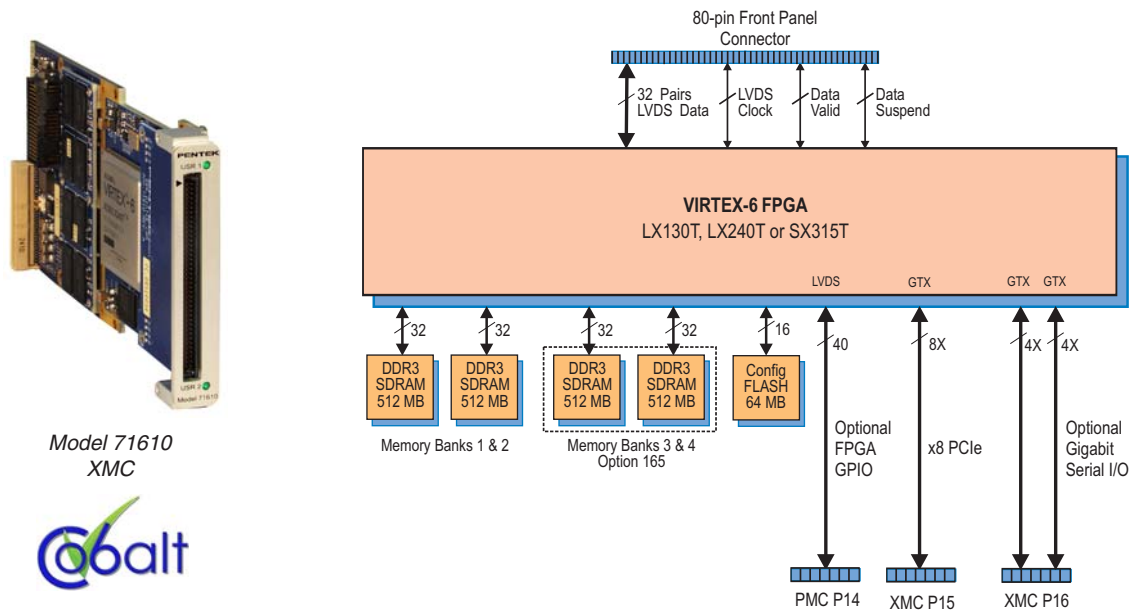 80-pin Front Panel
Connector
32 Pairs
LVDS Data
LVDS
Clock
Data
Valid
Data
Suspend
PENTEK
USR 1
VIRTEX-6
USR 2
Model 71610
Model 71610
XMC
Cobalt
VIRTEX-6 FPGA
LX130T, LX240T or SX315T
LVDS
GTX
GTX
GTX
32
32
32
32
16
40
8X
4X
4X
DDR3
SDRAM
512 MB
DDR3
SDRAM
512 MB
DDR3
SDRAM
512 MB
DDR3
SDRAM
512 MB
Config
FLASH
64 MB
Memory Banks 1 & 2
Memory Banks 3 & 4
Option 165
Optional
FPGA
GPIO
x8 PCIe
Optional
Gigabit
Serial I/O
PMC P14
XMC P15
XMC P16